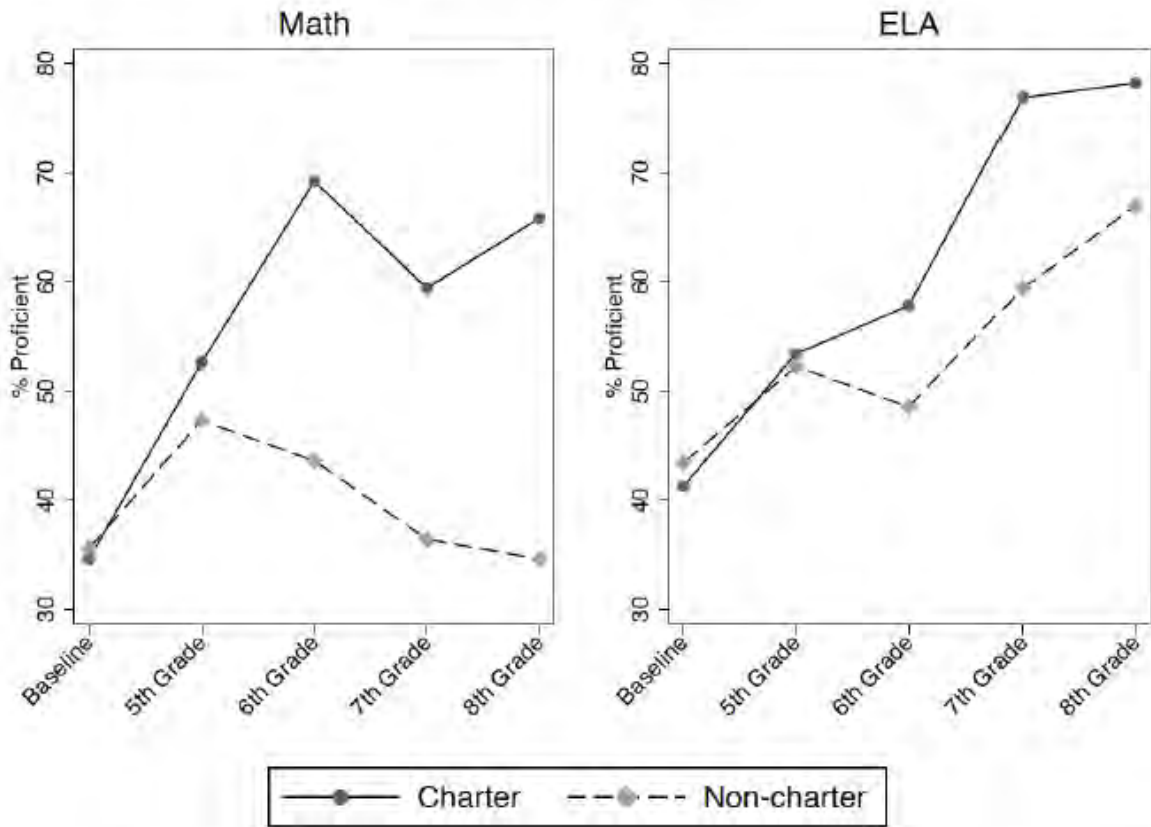 Math
% Proficient
80
70
60
50
40
30
Baseline
5th Grade
6th Grade
7th Grade
8th Grade
ELA
% Proficient
80
70
60
50
40
30
Baseline
5th Grade
6th Grade
7th Grade
8th Grade
Charter
Non-charter